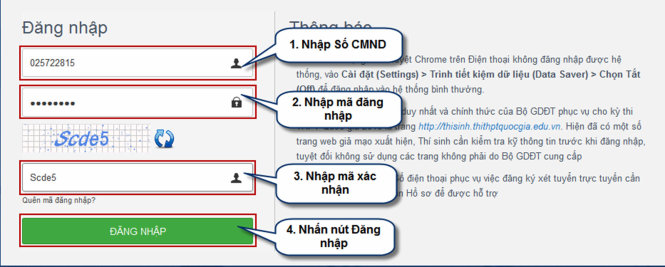 Đăng nhập
025722815
••••••••
Scde5
Scde5
Quên mã đăng nhập?
ĐĂNG NHẬP
1. Nhập Số CMND
2. Nhập mã đăng
nhập
3. Nhập mã xác
nhận
4. Nhấn nút Đăng
nhập
Thông báo
yệt Chrome trên Điện thoại không đăng nhập được hệ
thống, vào Cài đặt (Settings) > Trình tiết kiệm dữ liệu (Data Saver) > Chọn Tắt
(Off) để đăng nhập vào hệ thống bình thường.
duy nhất và chính thức của Bộ GDĐT phục vụ cho kỳ thi
trang http://thisinh.thithptquocgia.edu.vn. Hiện đã có một số
trang web giả mạo xuất hiện, Thí sinh cần kiểm tra kỹ thông tin trước khi đăng nhập,
tuyệt đối không sử dụng các trang không phải do Bộ GDĐT cung cấp
ố điện thoại phục vụ việc đăng ký xét tuyển trực tuyến cần
n Hồ sơ để được hỗ trợ